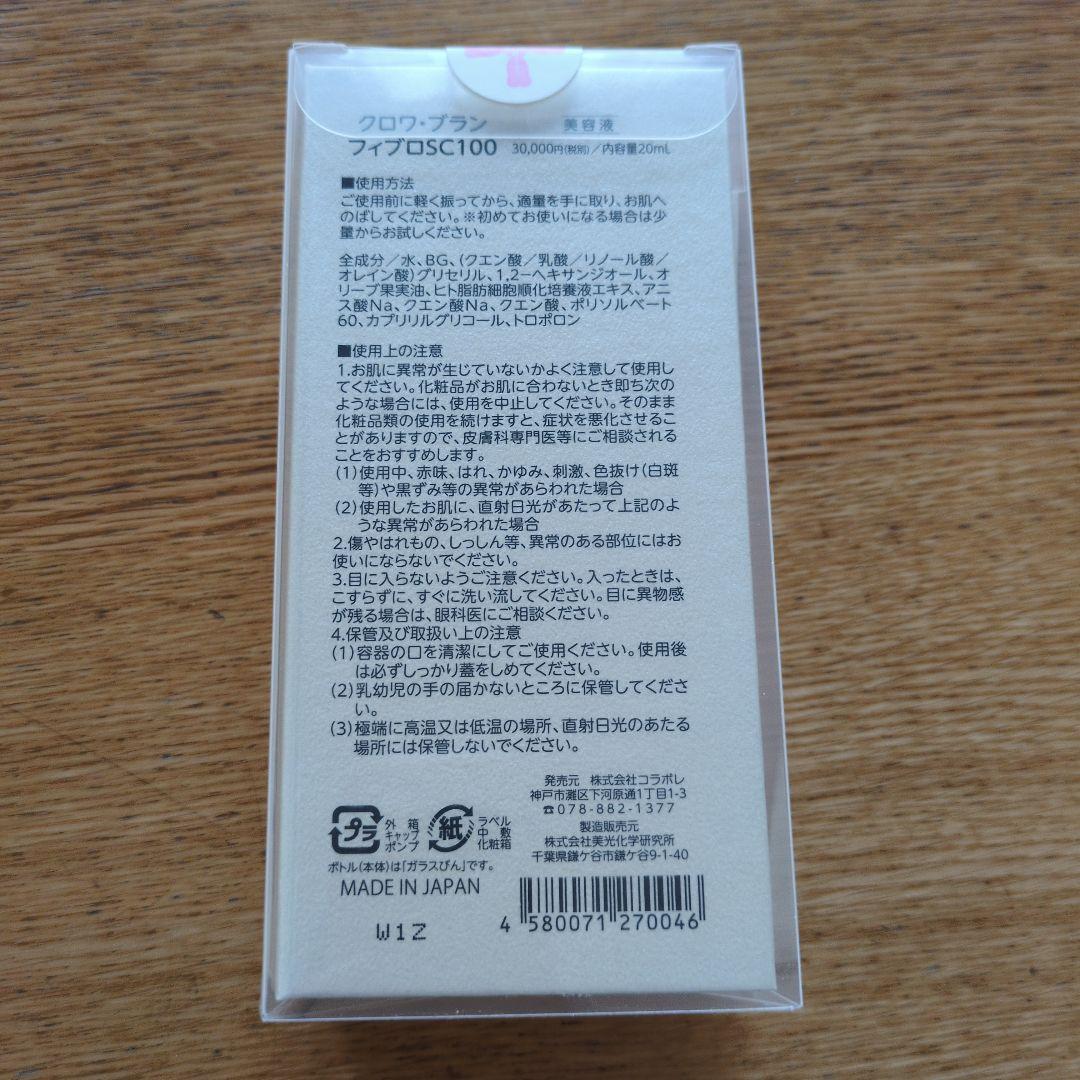 クロワ・ブラン 美容液
フィブロSC100 30,000円(税別)/内容量20mL
■使用方法
ご使用前に軽く振ってから、適量を手に取り、お肌へ
のばしてください。※初めてお使いになる場合は少
量からお試しください。
全成分/水、BG、(クエン酸/乳酸/リノール酸/
オレイン酸)グリセリル、1,2-ヘキサンジオール、オ
リーブ果実油、ヒト脂肪細胞順化培養液エキス、アニ
ス酸Na、クエン酸Na、クエン酸、ポリソルベート
60、カプリリルグリコール、トロポロン
■使用上の注意
1.お肌に異常が生じていないかよく注意して使用し
てください。化粧品がお肌に合わないとき即ち次の
ような場合には、使用を中止してください。そのまま
化粧品類の使用を続けますと、症状を悪化させるこ
とがありますので、皮膚科専門医等にご相談される
ことをおすすめします。
(1)使用中、赤味、はれ、かゆみ、刺激、色抜け(白斑
等)や黒ずみ等の異常があらわれた場合
(2)使用したお肌に、直射日光があたって上記のよ
うな異常があらわれた場合
2.傷やはれもの、しっしん等、異常のある部位にはお
使いにならないでください。
3.目に入らないようご注意ください。入ったときは、
こすらずに、すぐに洗い流してください。目に異物感
が残る場合は、眼科医にご相談ください。
4.保管及び取扱い上の注意
(1)容器の口を清潔にしてご使用ください。使用後
は必ずしっかり蓋をしめてください。
(2)乳幼児の手の届かないところに保管してくださ
い。
(3)極端に高温又は低温の場所、直射日光のあたる
場所には保管しないでください。
発売元 株式会社コラボレ
神戸市灘区下河原通1丁目1-3
☎078-882-1377
製造販売元
株式会社美光化学研究所
千葉県鎌ケ谷市鎌ケ谷9-1-40
プラ 外箱 キャップ ポンプ
紙 ラベル 中敷 化粧箱
ボトル(本体)は「ガラスびん」です。
MADE IN JAPAN
W1Z
4 580071 270046